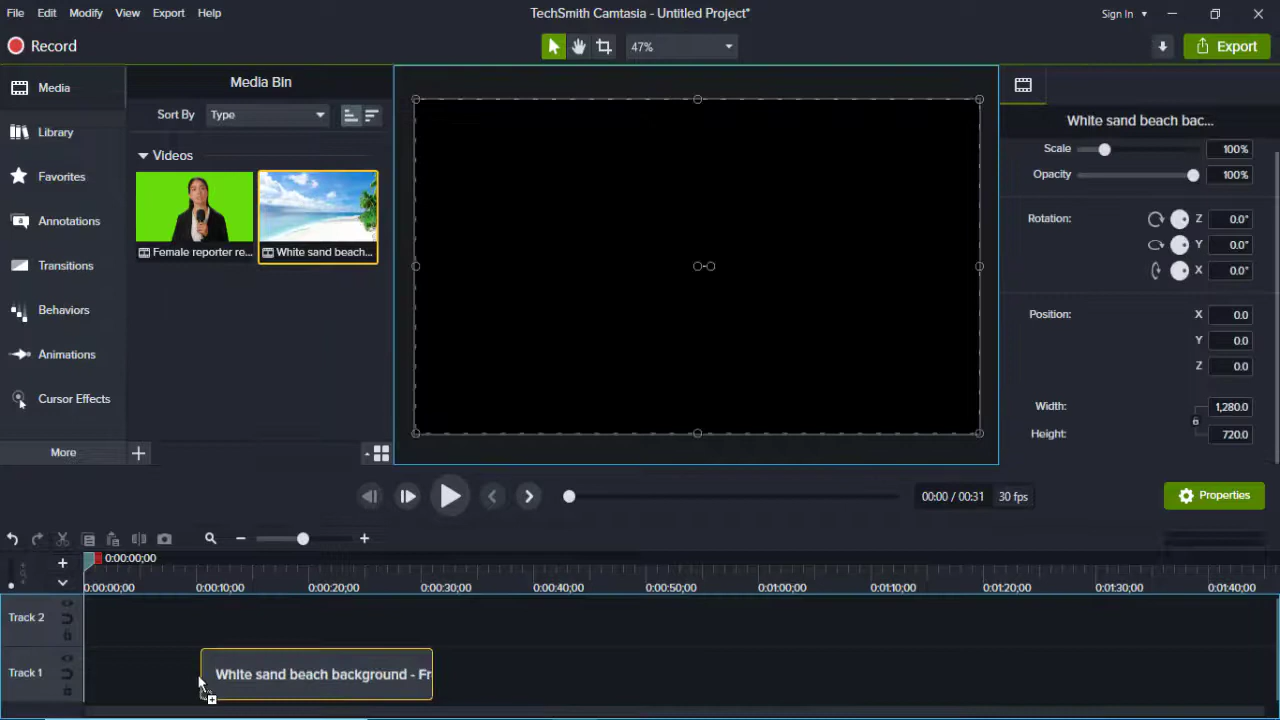 File Edit Modify View Export Help
TechSmith Camtasia - Untitled Project*
Sign In
Record
47%
Export
Media
Library
Favorites
Annotations
Transitions
Behaviors
Animations
Cursor Effects
More
Media Bin
Sort By Type
Videos
Female reporter re...
White sand beach...
White sand beach bac...
Scale 100%
Opacity 100%
Rotation: Z 0.0°
Y 0.0°
X 0.0°
Position: X 0.0
Y 0.0
Z 0.0
Width: 1,280.0
Height: 720.0
00:00 / 00:31 30 fps
Properties
0:00:00;00
0:00:00;00 0:00:10;00 0:00:20;00 0:00:30;00 0:00:40;00 0:00:50;00 0:01:00;00 0:01:10;00 0:01:20;00 0:01:30;00 0:01:40;00
Track 2
Track 1
White sand beach background - Fr